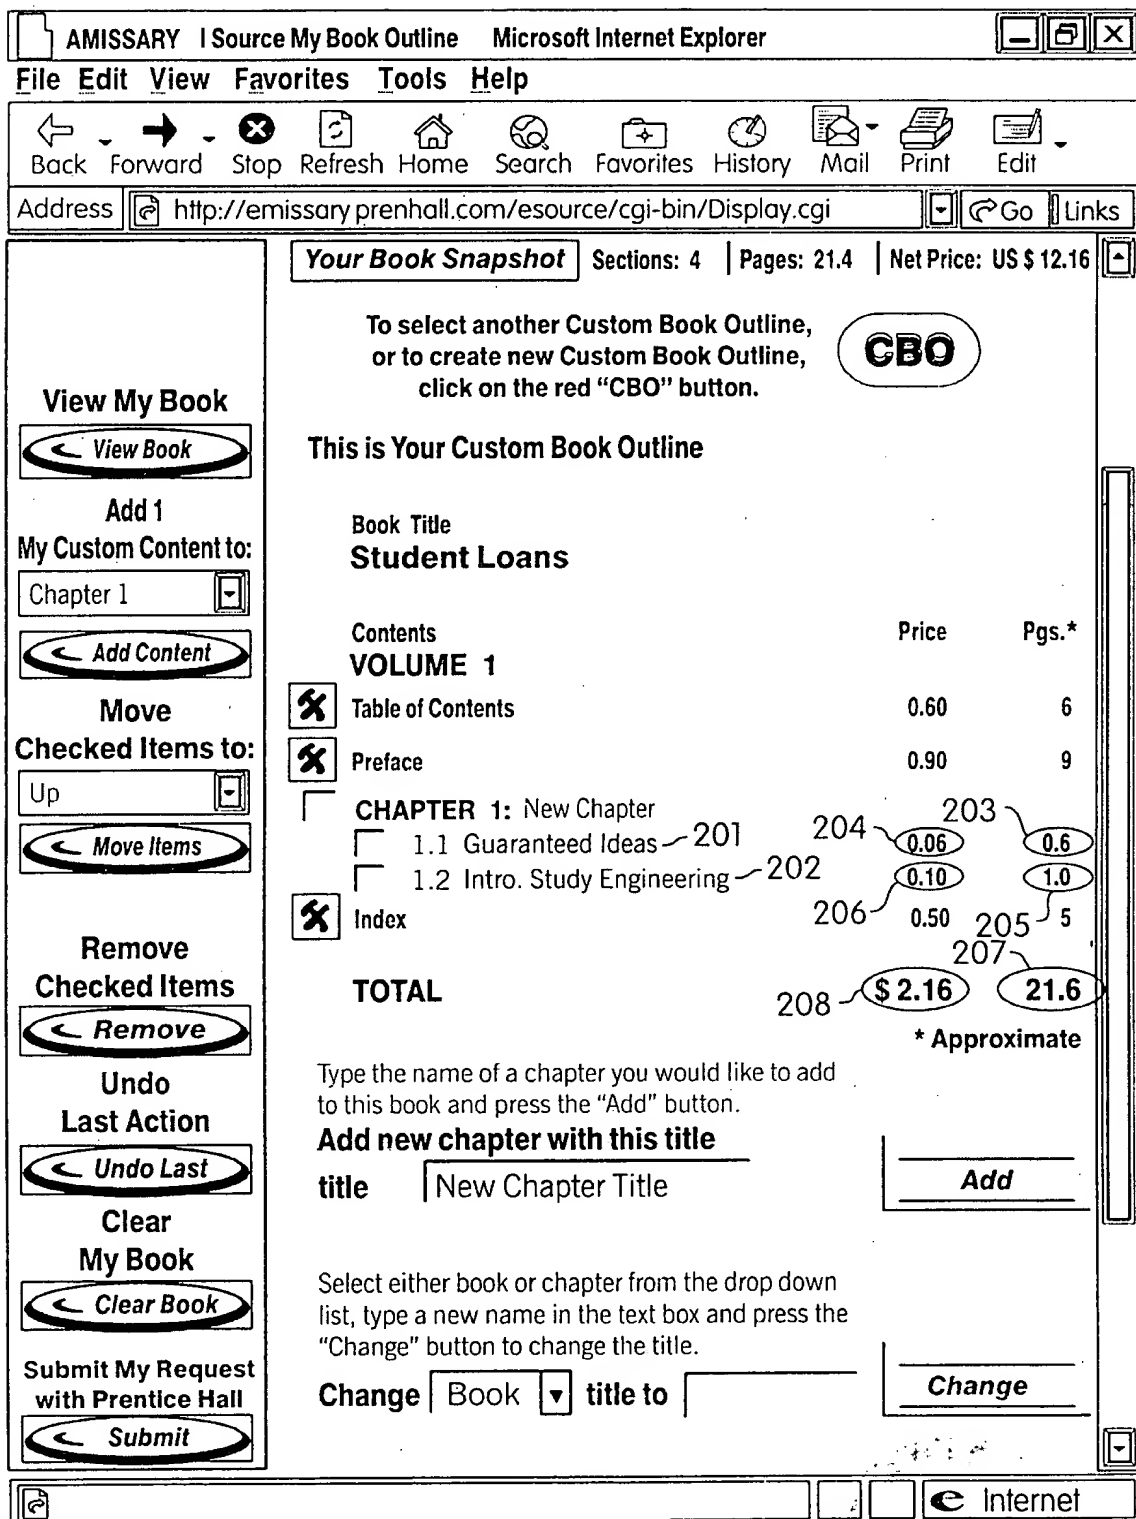 AMISSARY I Source My Book Outline Microsoft Internet Explorer
File Edit View Favorites Tools Help
Back Forward Stop Refresh Home Search Favorites History Mail Print Edit
Address http://emissary prenhall.com/esource/cgi-bin/Display.cgi Go Links
Your Book Snapshot Sections: 4 Pages: 21.4 Net Price: US $ 12.16
To select another Custom Book Outline,
or to create new Custom Book Outline,
click on the red “CBO” button.
CBO
View My Book
View Book
Add 1
My Custom Content to:
Chapter 1
Add Content
Move
Checked Items to:
Up
Move Items
Remove
Checked Items
Remove
Undo
Last Action
Undo Last
Clear
My Book
Clear Book
Submit My Request
with Prentice Hall
Submit
This is Your Custom Book Outline
Book Title
Student Loans
Contents Price Pgs.*
VOLUME 1
Table of Contents 0.60 6
Preface 0.90 9
CHAPTER 1: New Chapter 203
1.1 Guaranteed Ideas 201 204 0.06 0.6
1.2 Intro. Study Engineering 202 0.10 1.0
Index 206 0.50 205 5
207
TOTAL 208 $ 2.16 21.6
* Approximate
Type the name of a chapter you would like to add
to this book and press the “Add” button.
Add new chapter with this title
title New Chapter Title Add
Select either book or chapter from the drop down
list, type a new name in the text box and press the
“Change” button to change the title.
Change Book title to Change
e Internet